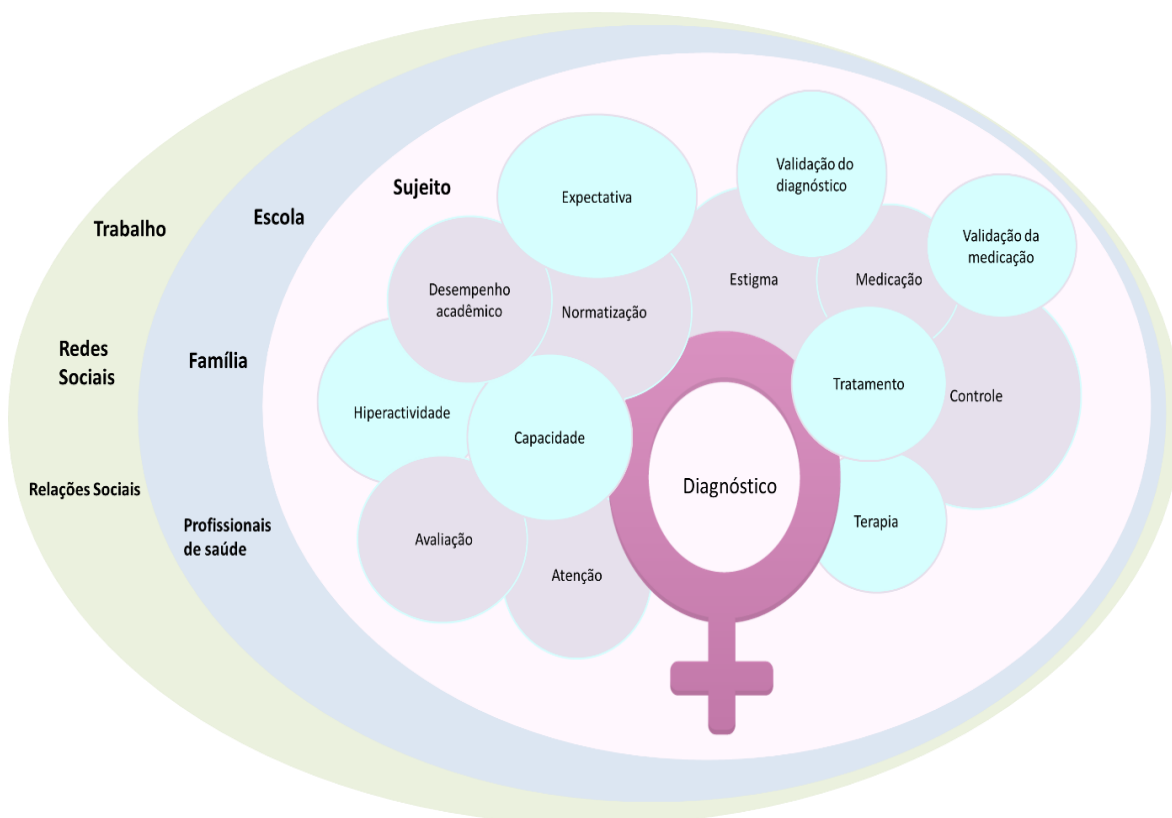 Trabalho
Redes
Sociais
Relações Sociais
Escola
Família
Profissionais
de saúde
Sujeito
Expectativa
Validação do
diagnóstico
Validação da
medicação
Desempenho
acadêmico
Normatização
Estigma
Medicação
Hiperactividade
Capacidade
Tratamento
Controle
Diagnóstico
Avaliação
Atenção
Terapia